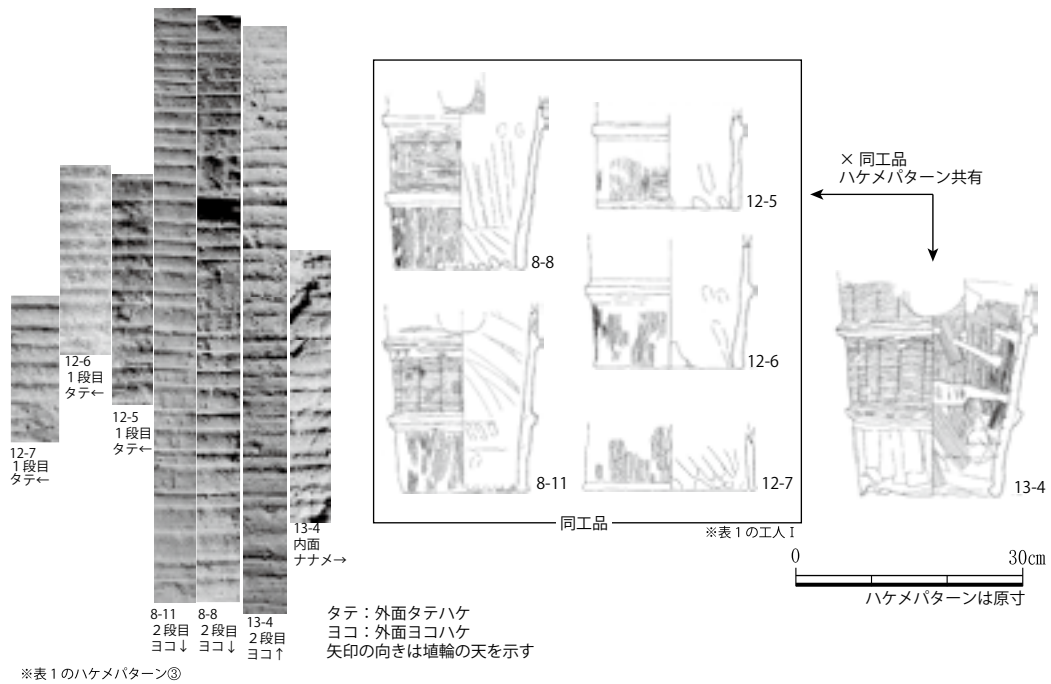 12-7
1段目
タテ←
12-6
1段目
タテ←
12-5
1段目
タテ←
8-11
2段目
ヨコ↓
8-8
2段目
ヨコ↓
13-4
2段目
ヨコ↑
13-4
内面
ナナメ→
※表1のハケメパターン③
タテ:外面タテハケ
ヨコ:外面ヨコハケ
矢印の向きは埴輪の天を示す
8-8
12-5
12-6
8-11
12-7
同工品
※表1の工人Ⅰ
× 同工品
ハケメパターン共有
13-4
0 30cm
ハケメパターンは原寸